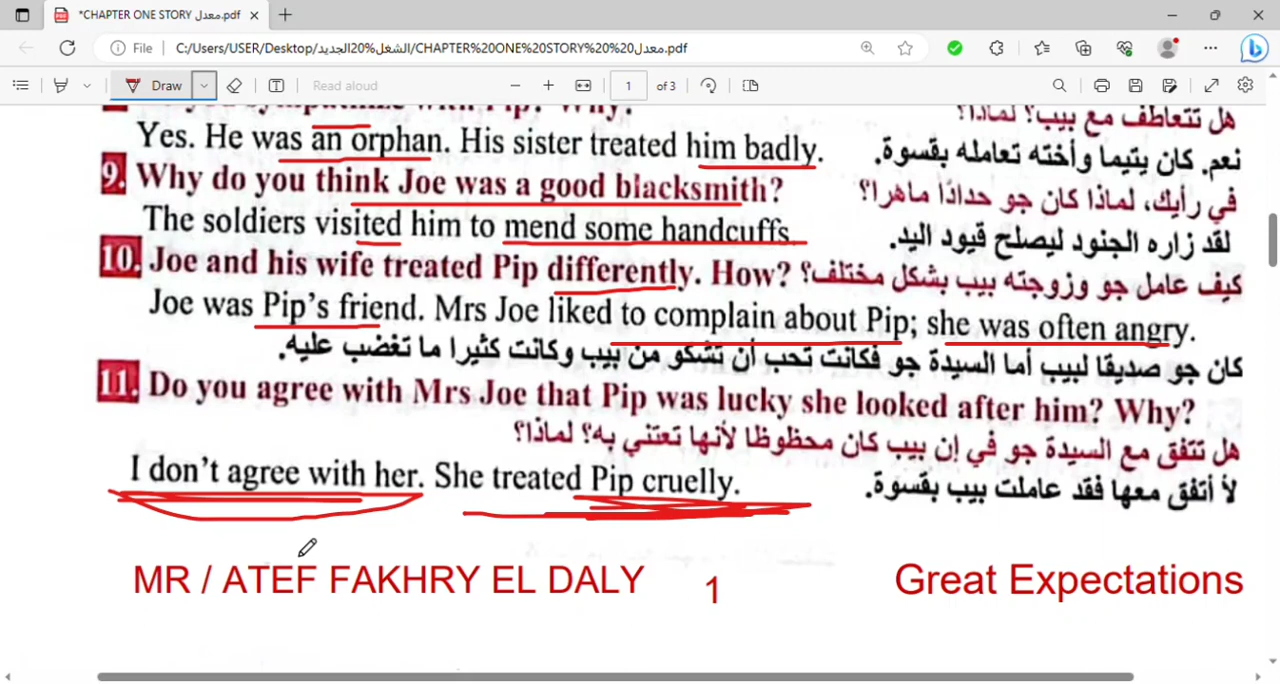 *CHAPTER ONE STORY معدل.pdf
File C:/Users/USER/Desktop/الشغل%20الجديد/CHAPTER%20ONE%20STORY%20%20معدل.pdf
Draw Read aloud 1 of 3
sympathize with Pip? Why?
هل تتعاطف مع بيب؟ لماذا؟
Yes. He was an orphan. His sister treated him badly.
نعم. كان يتيما وأخته تعامله بقسوة.
9. Why do you think Joe was a good blacksmith?
في رأيك، لماذا كان جو حدادًا ماهرا؟
The soldiers visited him to mend some handcuffs.
لقد زاره الجنود ليصلح قيود اليد.
10. Joe and his wife treated Pip differently. How?
كيف عامل جو وزوجته بيب بشكل مختلف؟
Joe was Pip's friend. Mrs Joe liked to complain about Pip; she was often angry.
كان جو صديقا لبيب أما السيدة جو فكانت تحب أن تشكو من بيب وكانت كثيرا ما تغضب عليه.
11. Do you agree with Mrs Joe that Pip was lucky she looked after him? Why?
هل تتفق مع السيدة جو في إن بيب كان محظوظا لأنها تعتني به؟ لماذا؟
I don't agree with her. She treated Pip cruelly.
لا أتفق معها فقد عاملت بيب بقسوة.
MR / ATEF FAKHRY EL DALY 1 Great Expectations